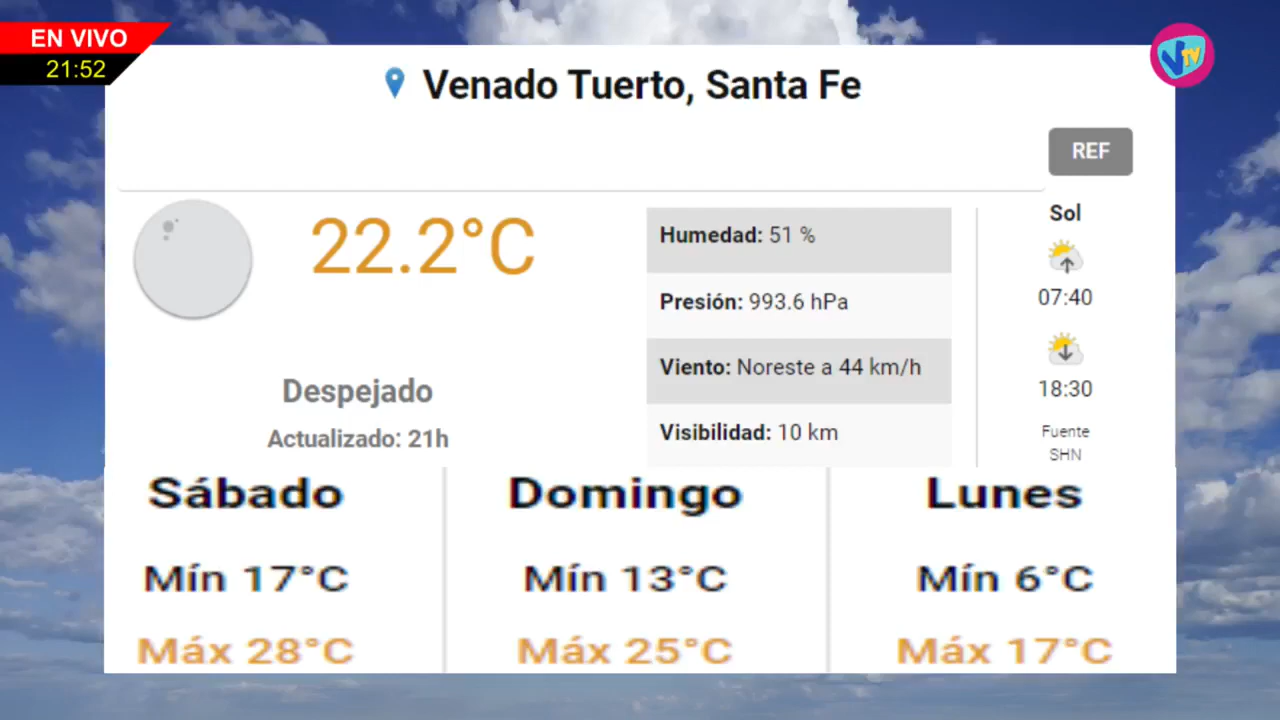 EN VIVO
21:52
VTV
Venado Tuerto, Santa Fe
REF
22.2°C
Despejado
Actualizado: 21h
Humedad: 51 %
Presión: 993.6 hPa
Viento: Noreste a 44 km/h
Visibilidad: 10 km
Sol
07:40
18:30
Fuente
SHN
Sábado
Mín 17°C
Máx 28°C
Domingo
Mín 13°C
Máx 25°C
Lunes
Mín 6°C
Máx 17°C